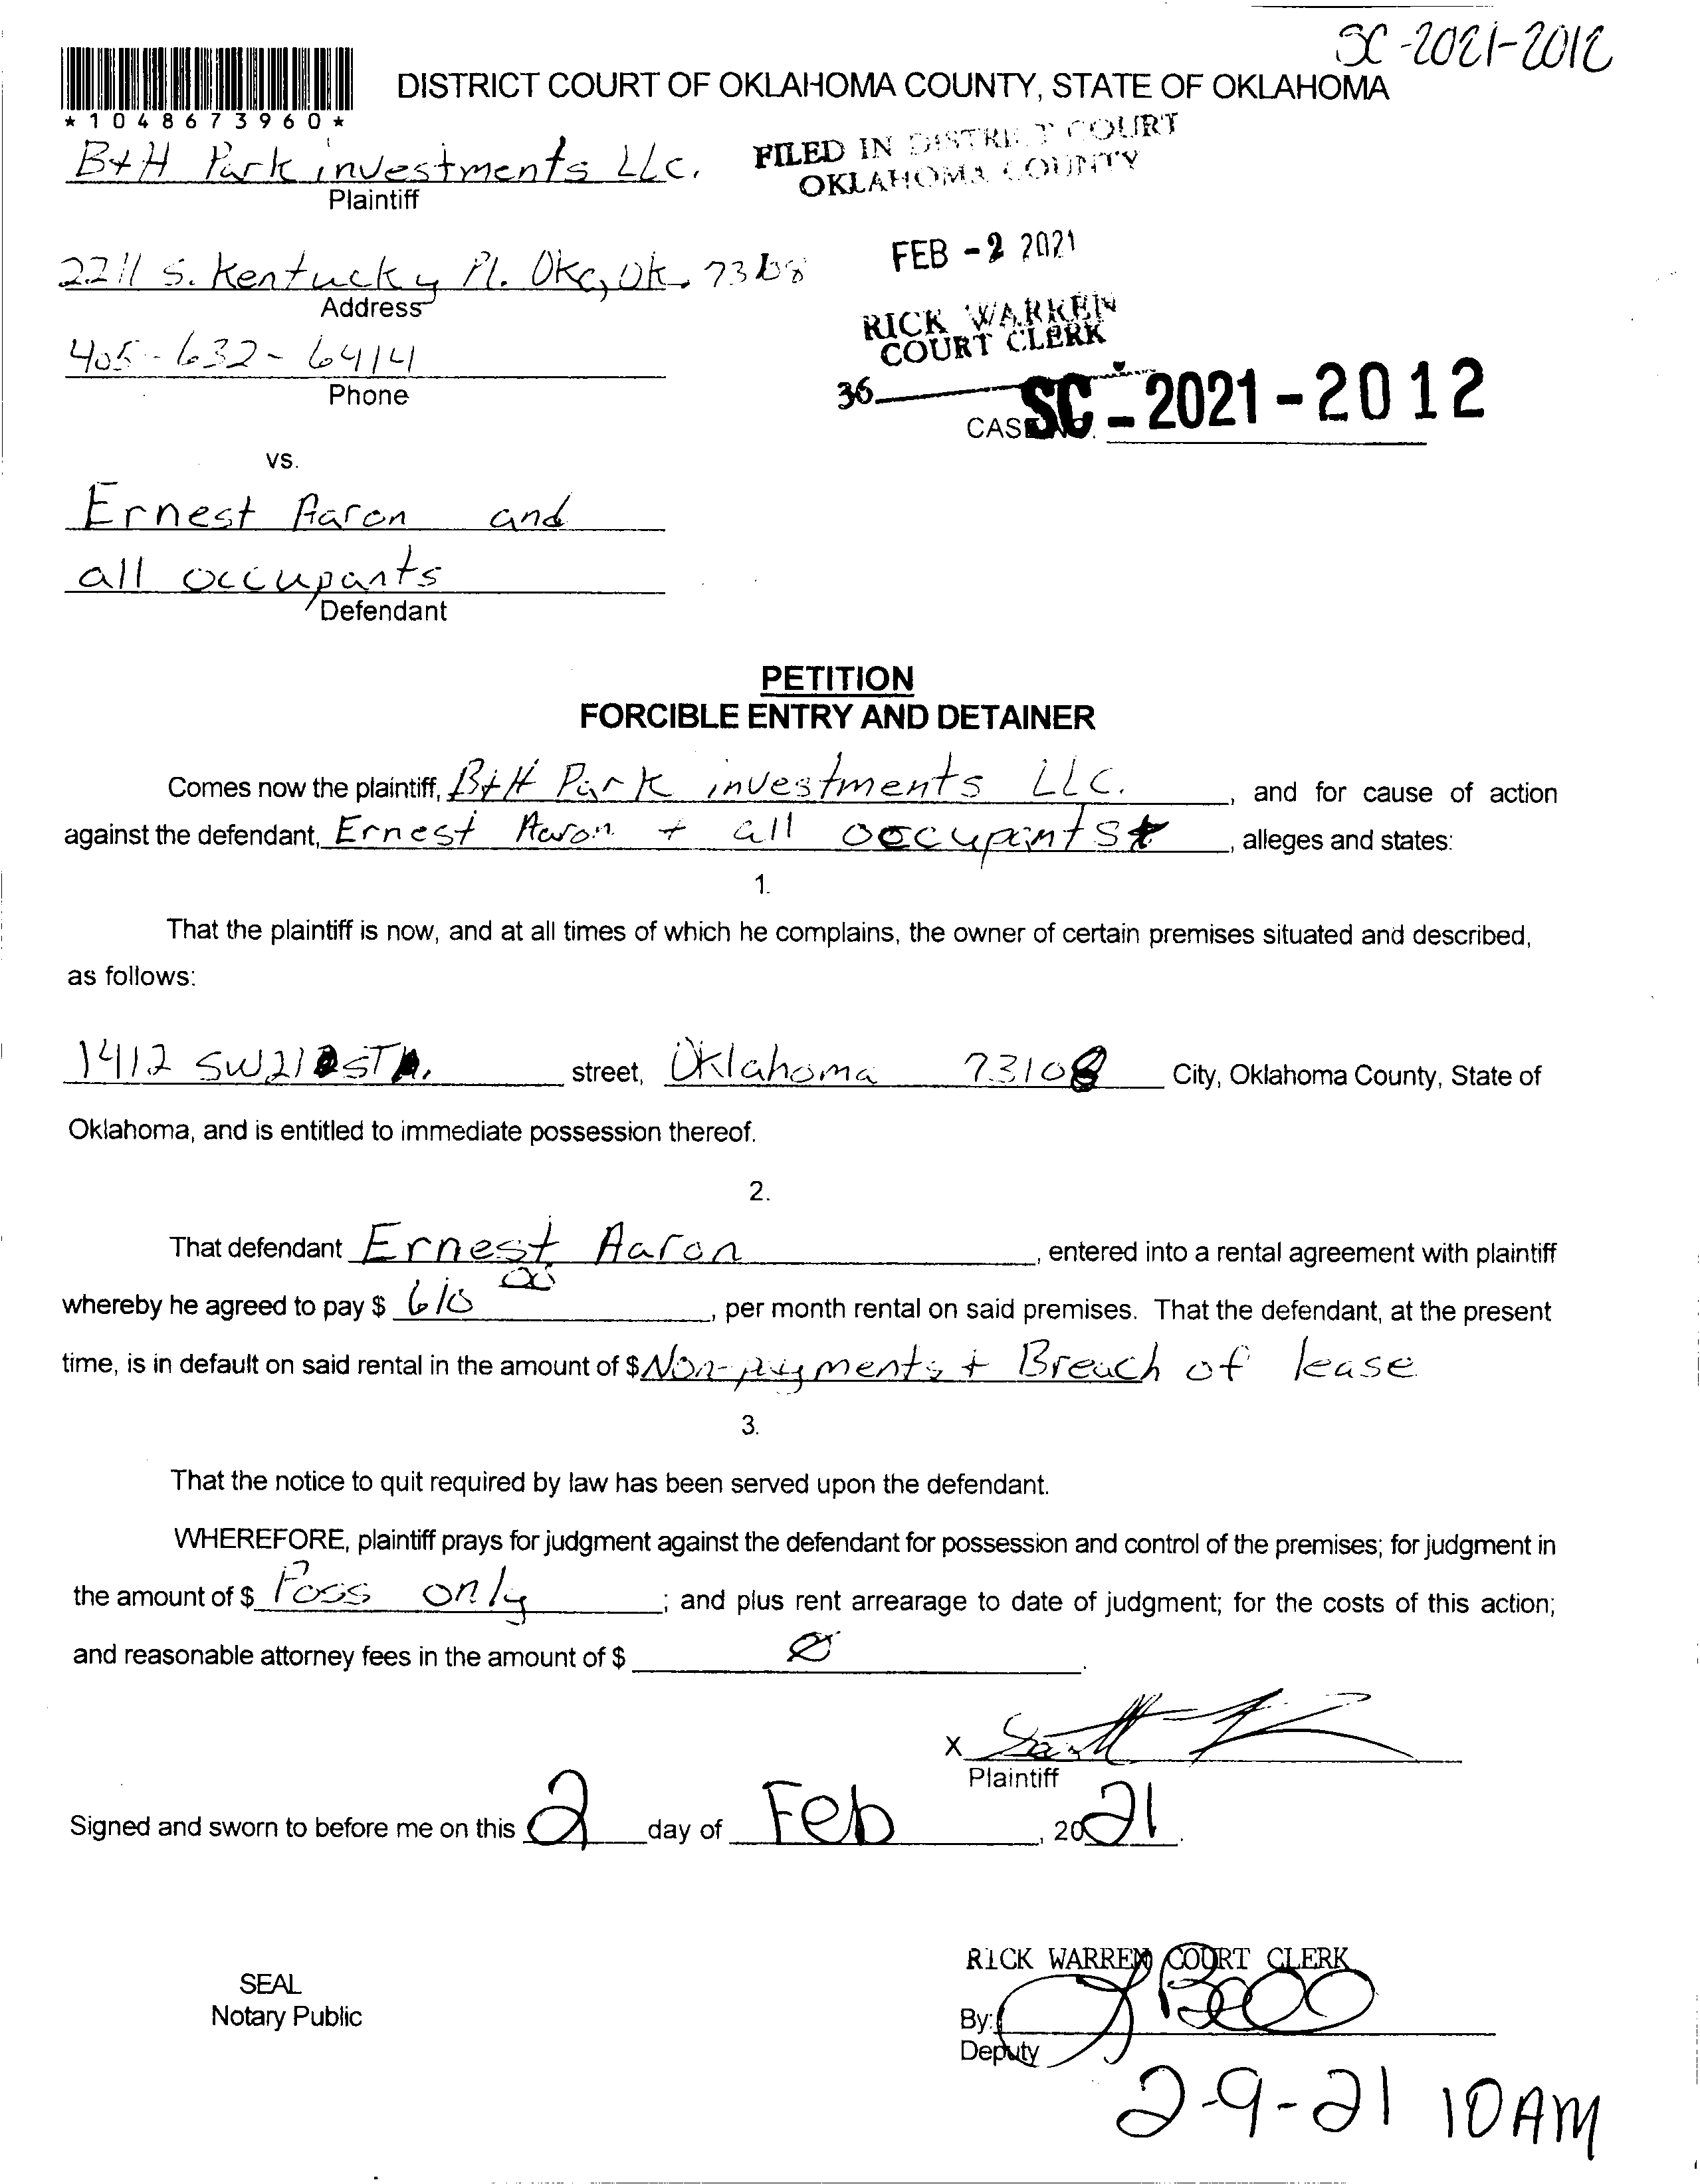 SC-2021-2012
*1048673960*
DISTRICT COURT OF OKLAHOMA COUNTY, STATE OF OKLAHOMA
B+H Park investments LLc.
Plaintiff
FILED IN DISTRICT COURT
OKLAHOMA COUNTY
2211 S. Kentucky Pl. Okc, Ok. 73108
Address
FEB -2 2021
405-632-6414
Phone
RICK WARREN
COURT CLERK
36
CASE NO. SC-2021-2012
vs.
Ernest Aaron and
all occupants
Defendant
PETITION
FORCIBLE ENTRY AND DETAINER
Comes now the plaintiff, B+H Park investments LLC. , and for cause of action
against the defendant, Ernest Aaron + all occupants , alleges and states:
1.
That the plaintiff is now, and at all times of which he complains, the owner of certain premises situated and described,
as follows:
1412 SW21 ST street, Oklahoma 73108 City, Oklahoma County, State of
Oklahoma, and is entitled to immediate possession thereof.
2.
That defendant Ernest Aaron , entered into a rental agreement with plaintiff
whereby he agreed to pay $ 610 00 , per month rental on said premises. That the defendant, at the present
time, is in default on said rental in the amount of $ Non-payments + Breach of lease
3.
That the notice to quit required by law has been served upon the defendant.
WHEREFORE, plaintiff prays for judgment against the defendant for possession and control of the premises; for judgment in
the amount of $ Poss only ; and plus rent arrearage to date of judgment; for the costs of this action;
and reasonable attorney fees in the amount of $ Ø .
X
Plaintiff
Signed and sworn to before me on this 2 day of Feb , 2021.
RICK WARREN COURT CLERK
SEAL
Notary Public
By:
Deputy
2-9-21 10AM